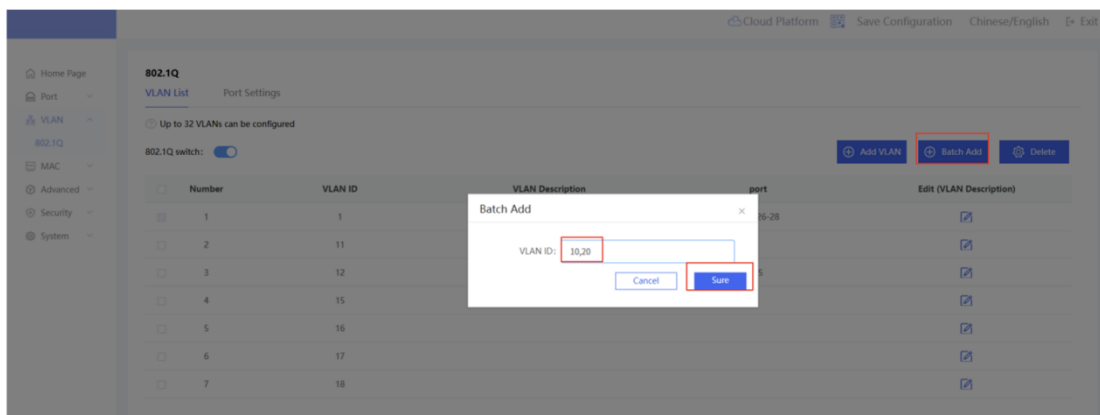 Cloud Platform Save Configuration Chinese/English Exit
Home Page
Port
VLAN
802.1Q
MAC
Advanced
Security
System
802.1Q
VLAN List Port Settings
Up to 32 VLANs can be configured
802.1Q switch:
Add VLAN Batch Add Delete
Number VLAN ID VLAN Description port Edit (VLAN Description)
1 1 26-28
2 11
3 12
4 15
5 16
6 17
7 18
Batch Add
VLAN ID: 10,20
Cancel Sure